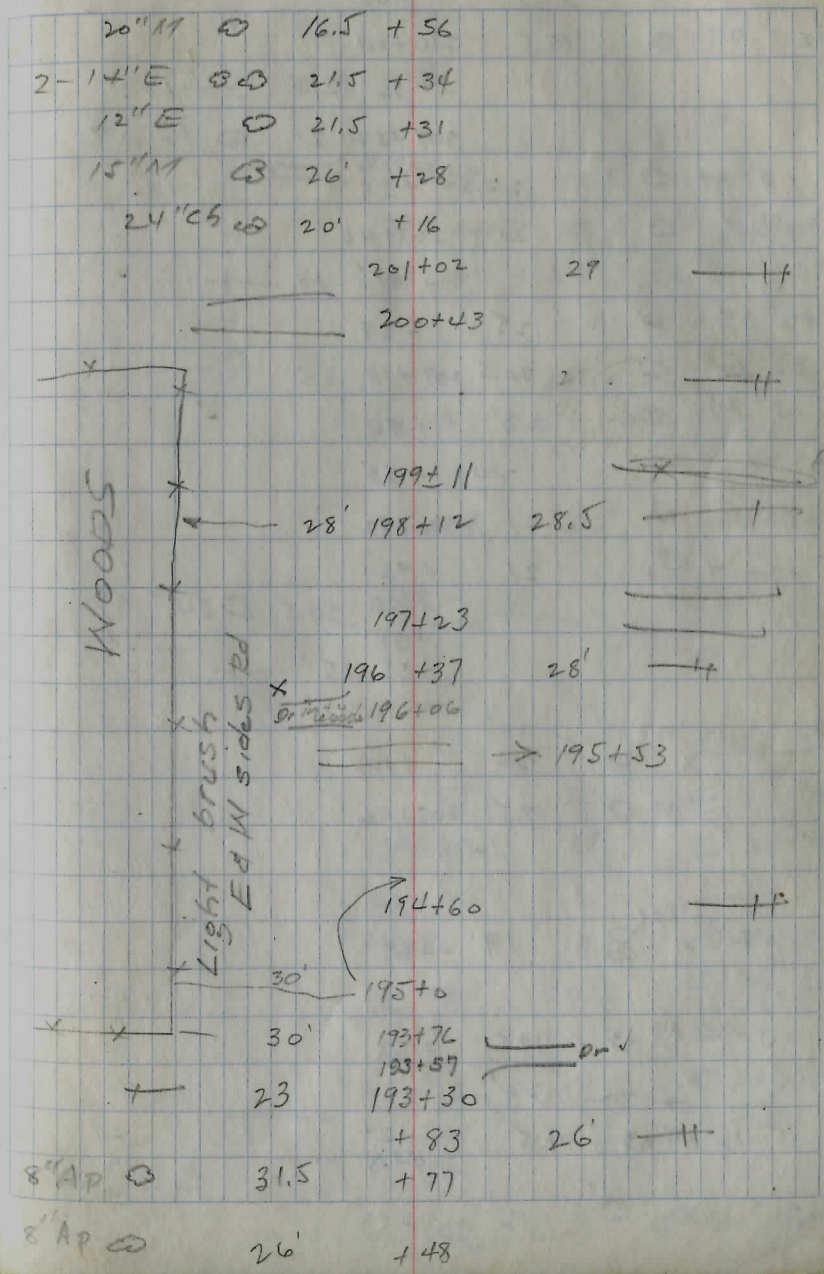 20" M 16.5 + 56
2- 14" E 21.5 + 34
12" E 21.5 +31
15" M 26' +28
24" Ch 20' +16
201+02 29
200+43
199±11
28' 198+12 28.5
WOODS
197+23
196 +37 28'
Dr 196+06
195+53
Light brush
E & W sides Rd
194+60
30' 195+0
30' 193+76
Dr
193+57
23 193+30
+ 83 26'
8" Ap 31.5 + 77
8" Ap 26' + 48